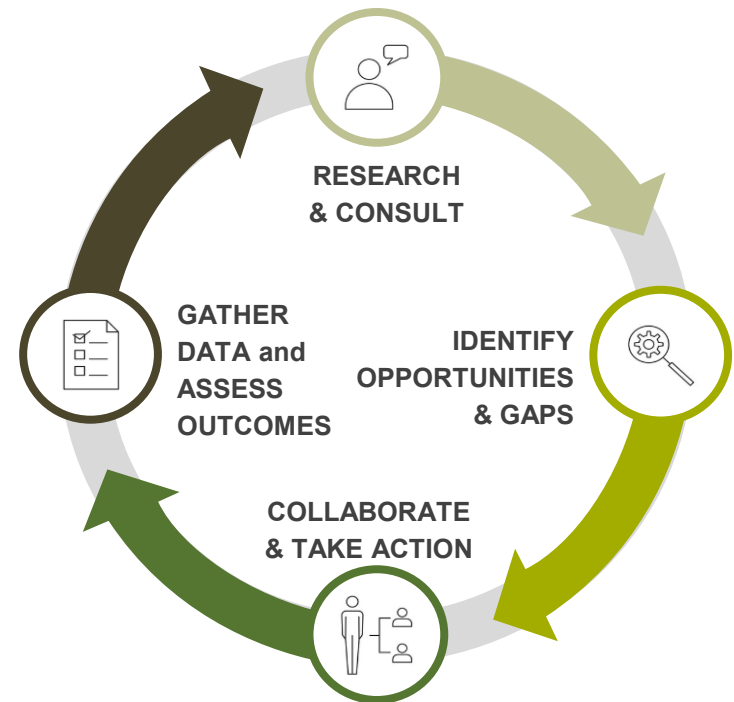 RESEARCH
& CONSULT
IDENTIFY
OPPORTUNITIES
& GAPS
COLLABORATE
& TAKE ACTION
GATHER
DATA and
ASSESS
OUTCOMES